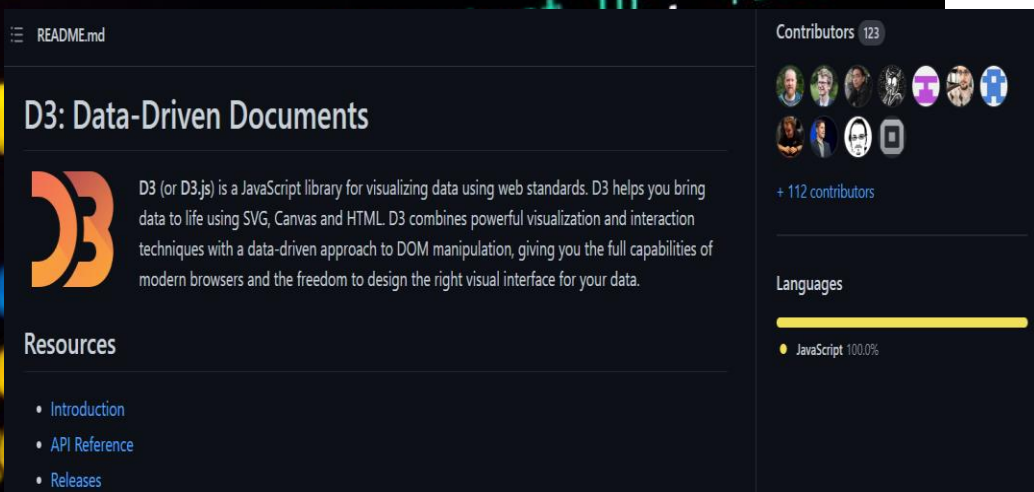 README.md
D3: Data-Driven Documents
D3
D3 (or D3.js) is a JavaScript library for visualizing data using web standards. D3 helps you bring
data to life using SVG, Canvas and HTML. D3 combines powerful visualization and interaction
techniques with a data-driven approach to DOM manipulation, giving you the full capabilities of
modern browsers and the freedom to design the right visual interface for your data.
Resources
• Introduction
• API Reference
• Releases
Contributors 123
+ 112 contributors
Languages
JavaScript 100.0%